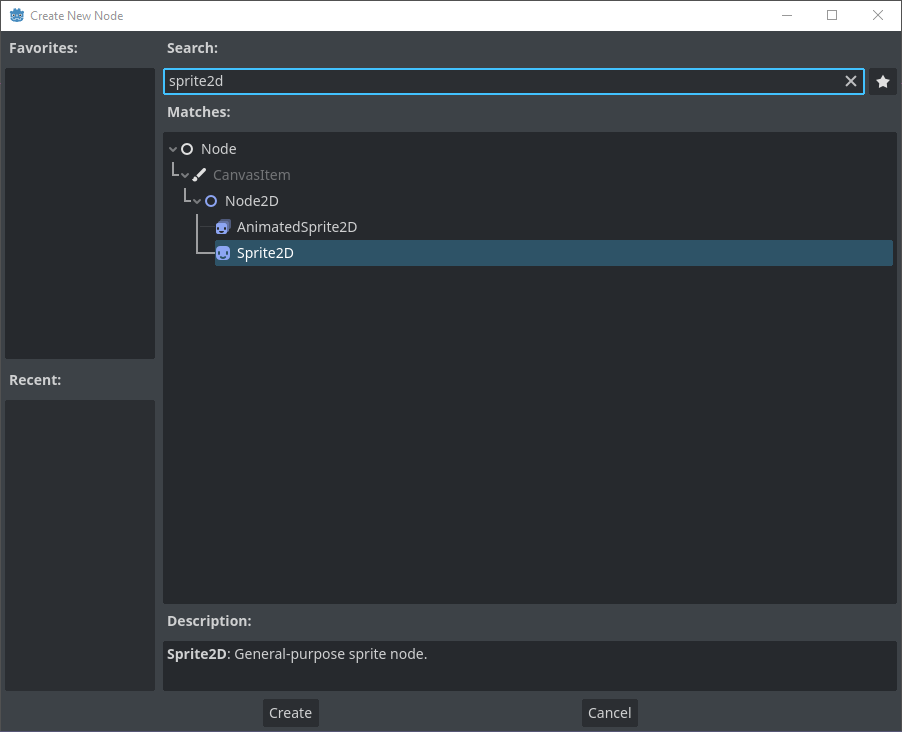 Create New Node
Favorites:
Search:
sprite2d
Matches:
Node
CanvasItem
Node2D
AnimatedSprite2D
Sprite2D
Recent:
Description:
Sprite2D: General-purpose sprite node.
Create
Cancel